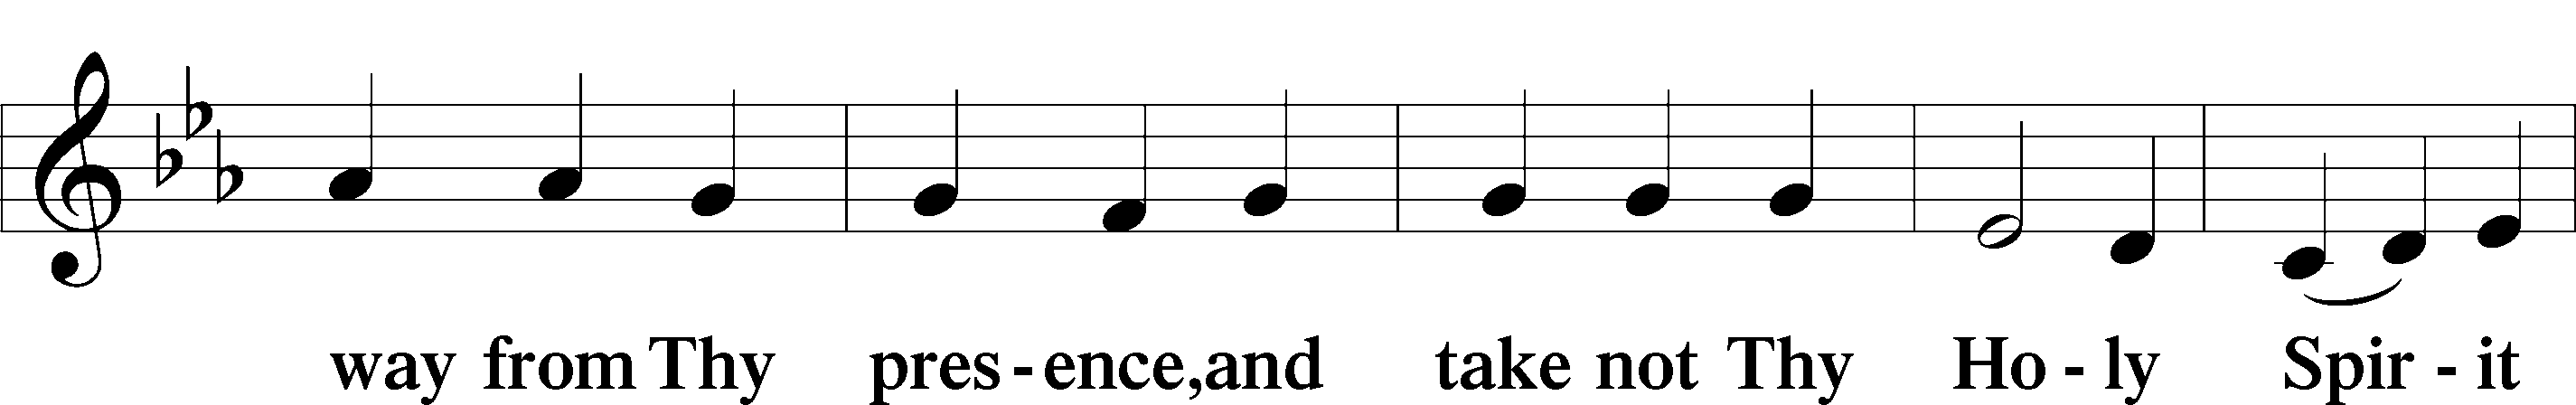 way from Thy pres - ence,and take not Thy Ho - ly Spir - it